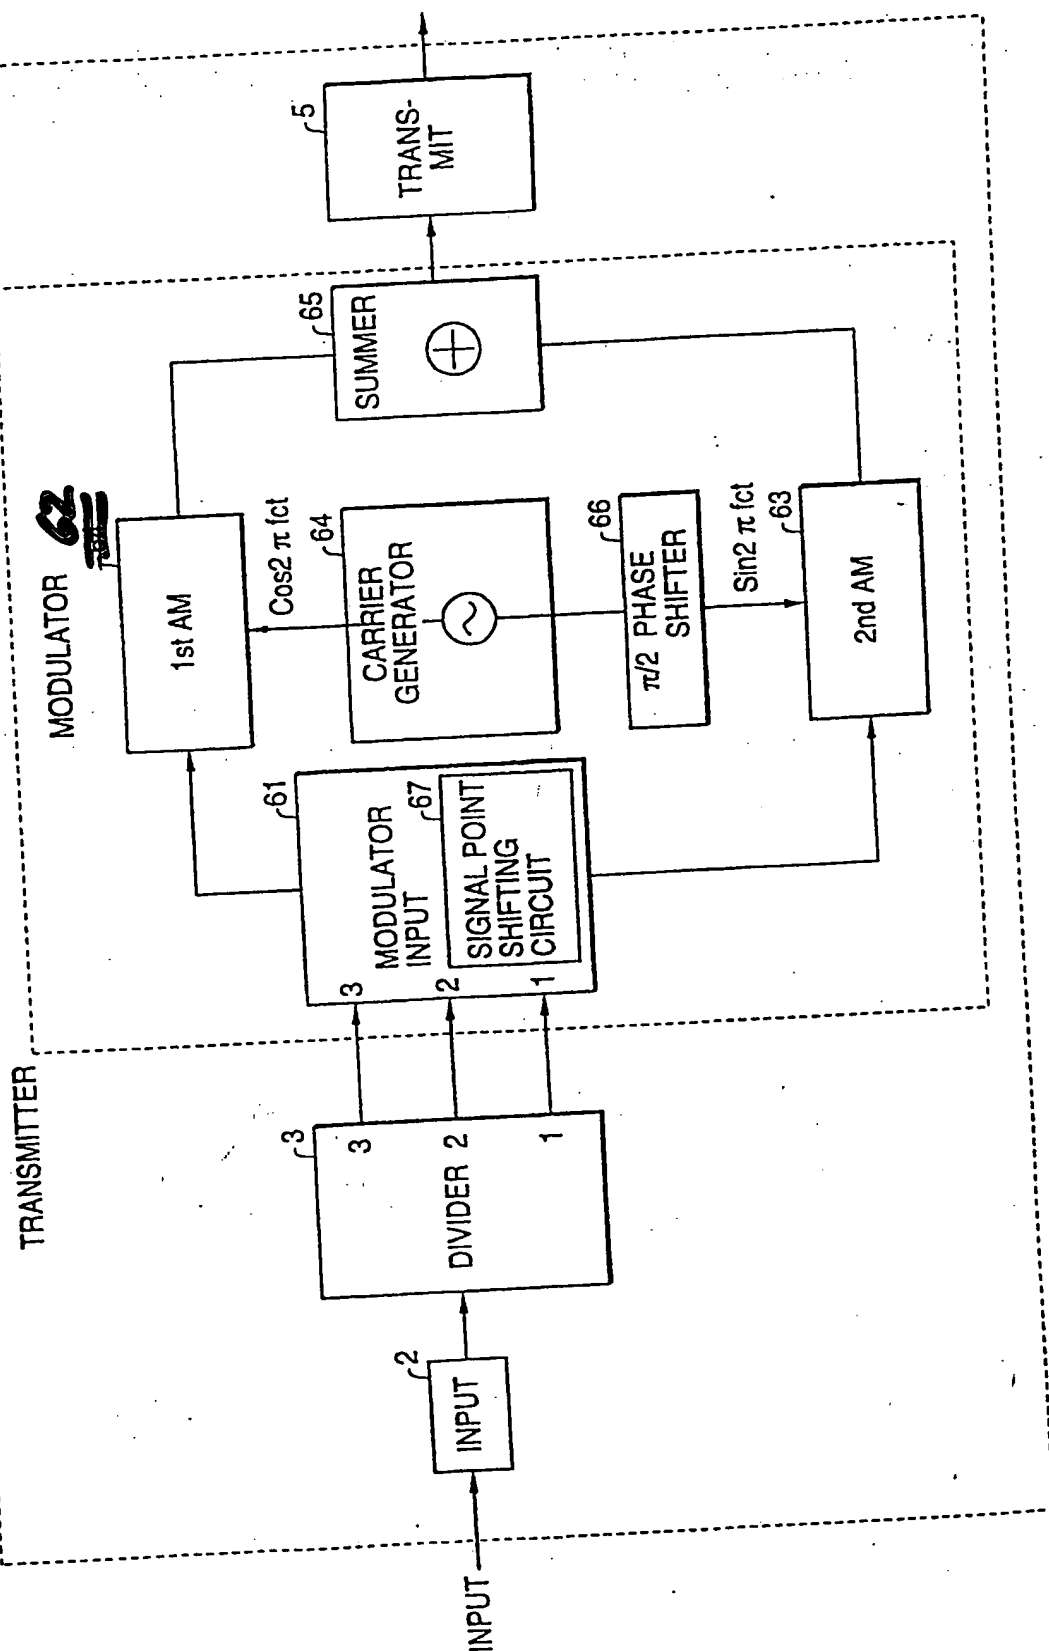 TRANSMITTER
MODULATOR
INPUT
2
INPUT
3
DIVIDER
3
2
1
61
3
2
1
MODULATOR
INPUT
67
SIGNAL POINT
SHIFTING
CIRCUIT
62
1st AM
Cos2 π fct
64
CARRIER
GENERATOR
~
66
π/2 PHASE
SHIFTER
Sin2 π fct
63
2nd AM
65
SUMMER
+
5
TRANS-
MIT